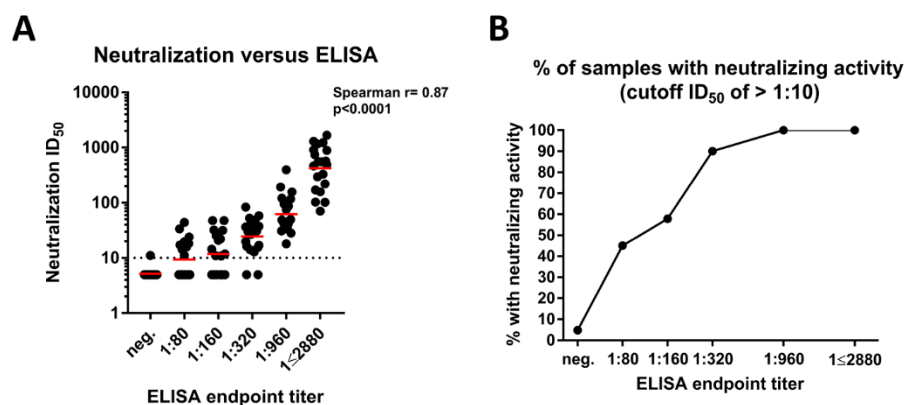 A
Neutralization versus ELISA
Spearman r= 0.87
p<0.0001
Neutralization ID50
10000
1000
100
10
1
neg.
1:80
1:160
1:320
1:960
1≤2880
ELISA endpoint titer
B
% of samples with neutralizing activity
(cutoff ID50 of > 1:10)
% with neutralizing activity
100
90
80
70
60
50
40
30
20
10
0
neg.
1:80
1:160
1:320
1:960
1≤2880
ELISA endpoint titer